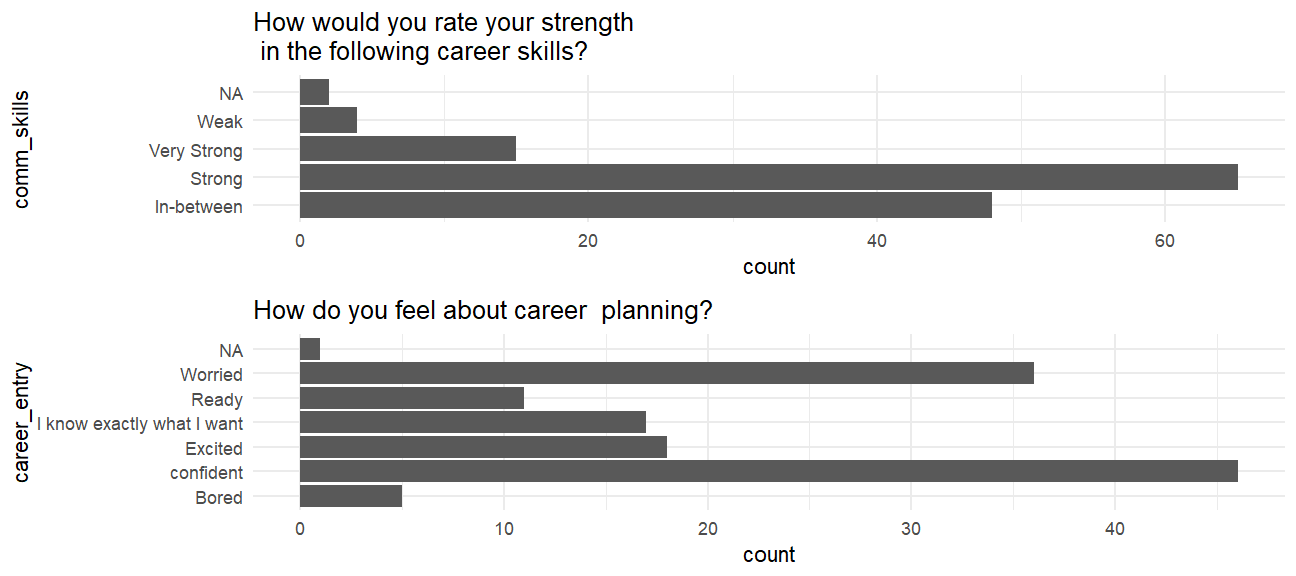 How would you rate your strength
in the following career skills?
comm_skills
NA
Weak
Very Strong
Strong
In-between
0 20 40 60
count
How do you feel about career  planning?
career_entry
NA
Worried
Ready
I know exactly what I want
Excited
confident
Bored
0 10 20 30 40
count